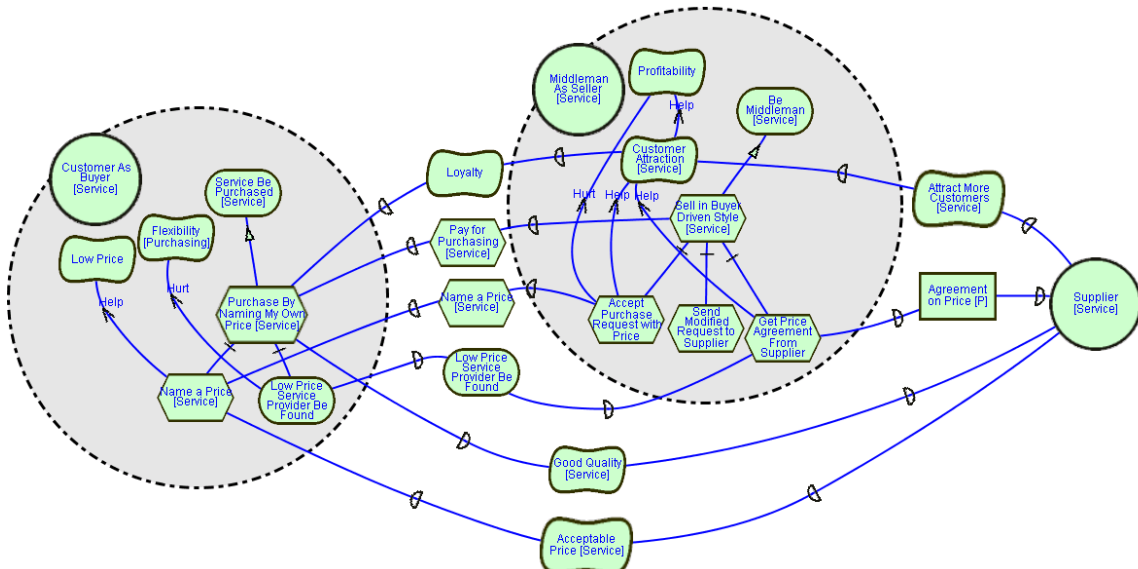 Middleman
As Seller
[Service]
Profitability
Help
Be
Middleman
[Service]
Customer
Attraction
[Service]
Hurt
Help
Help
Sell in Buyer
Driven Style
[Service]
Accept
Purchase
Request with
Price
Send
Modified
Request to
Supplier
Get Price
Agreement
From
Supplier
Customer As
Buyer
[Service]
Service Be
Purchased
[Service]
Flexibility
[Purchasing]
Low Price
Help
Hurt
Purchase By
Naming My Own
Price [Service]
Name a Price
[Service]
Low Price
Service
Provider Be
Found
Loyalty
Pay for
Purchasing
[Service]
Name a Price
[Service]
Low Price
Service
Provider Be
Found
Good Quality
[Service]
Acceptable
Price [Service]
Attract More
Customers
[Service]
Agreement
on Price [P]
Supplier
[Service]